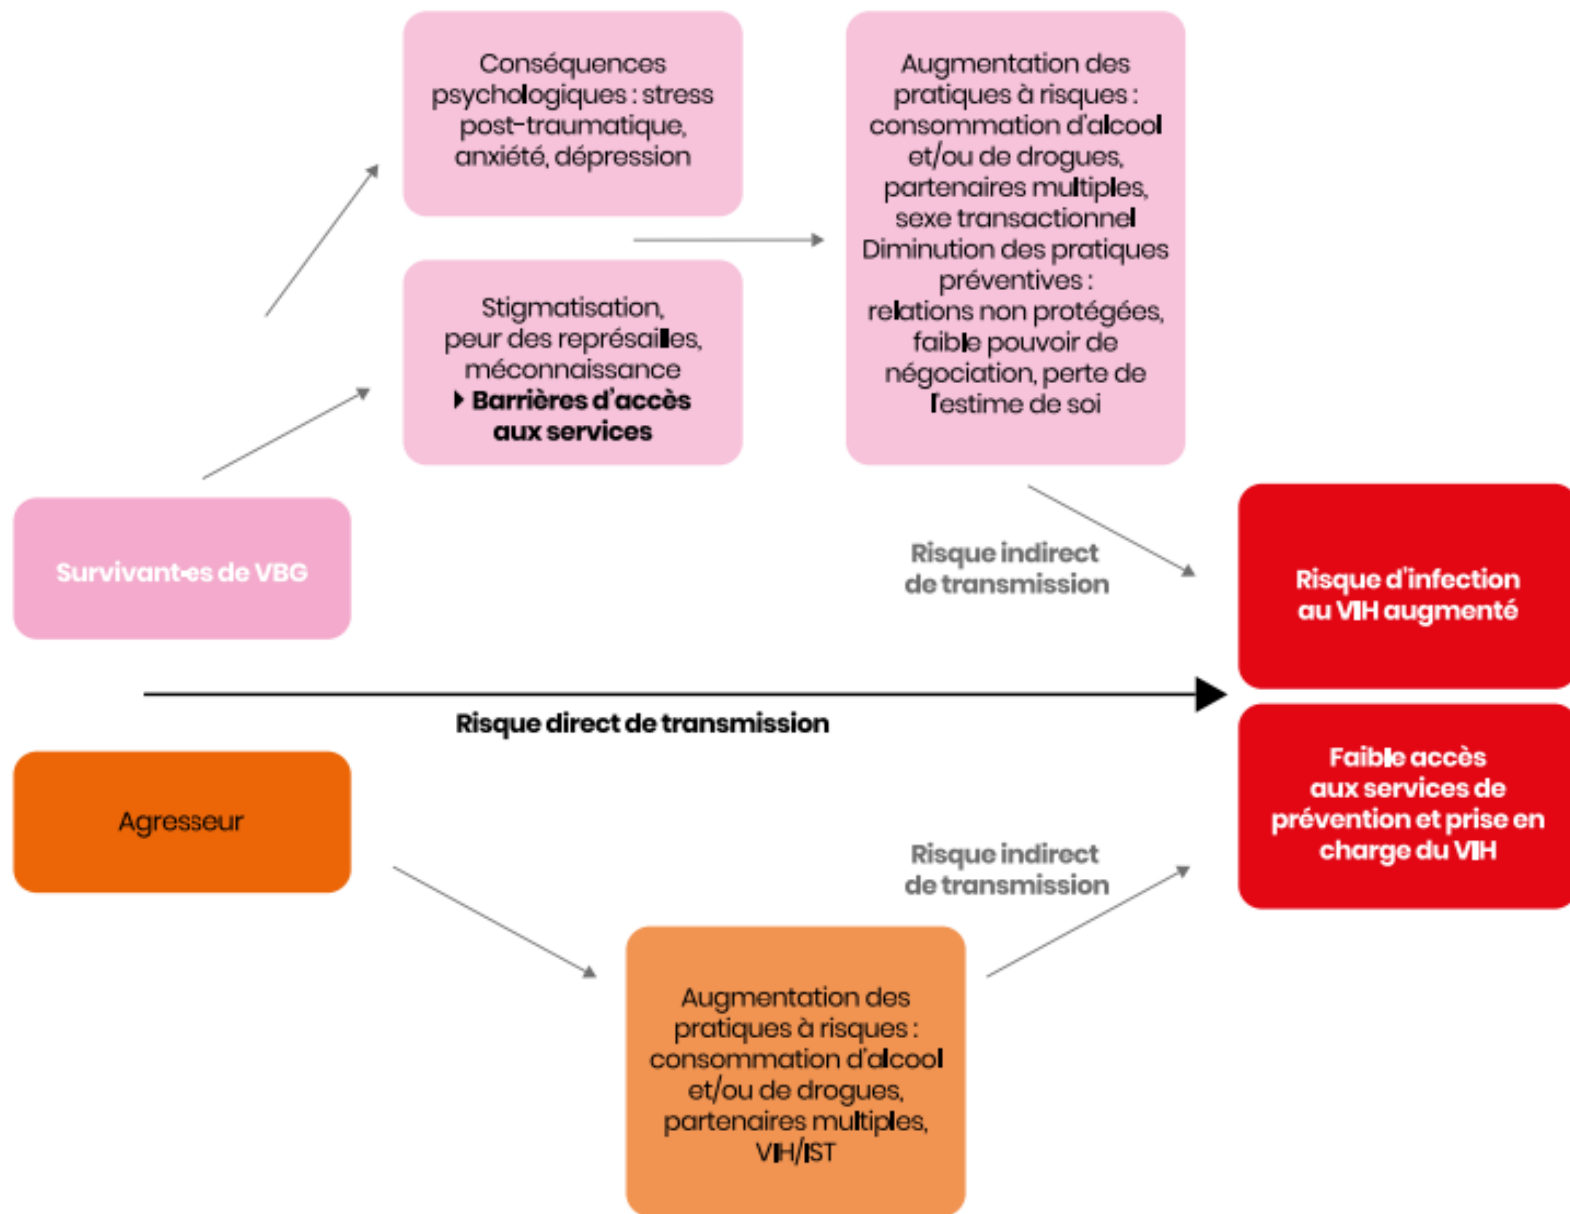 Conséquences
psychologiques : stress
post-traumatique,
anxiété, dépression
Stigmatisation,
peur des représailles,
méconnaissance
▸ Barrières d'accès
aux services
Augmentation des
pratiques à risques :
consommation d'alcool
et/ou de drogues,
partenaires multiples,
sexe transactionnel
Diminution des pratiques
préventives :
relations non protégées,
faible pouvoir de
négociation, perte de
l'estime de soi
Survivant·es de VBG
Risque indirect
de transmission
Risque d'infection
au VIH augmenté
Risque direct de transmission
Agresseur
Risque indirect
de transmission
Faible accès
aux services de
prévention et prise en
charge du VIH
Augmentation des
pratiques à risques :
consommation d'alcool
et/ou de drogues,
partenaires multiples,
VIH/IST